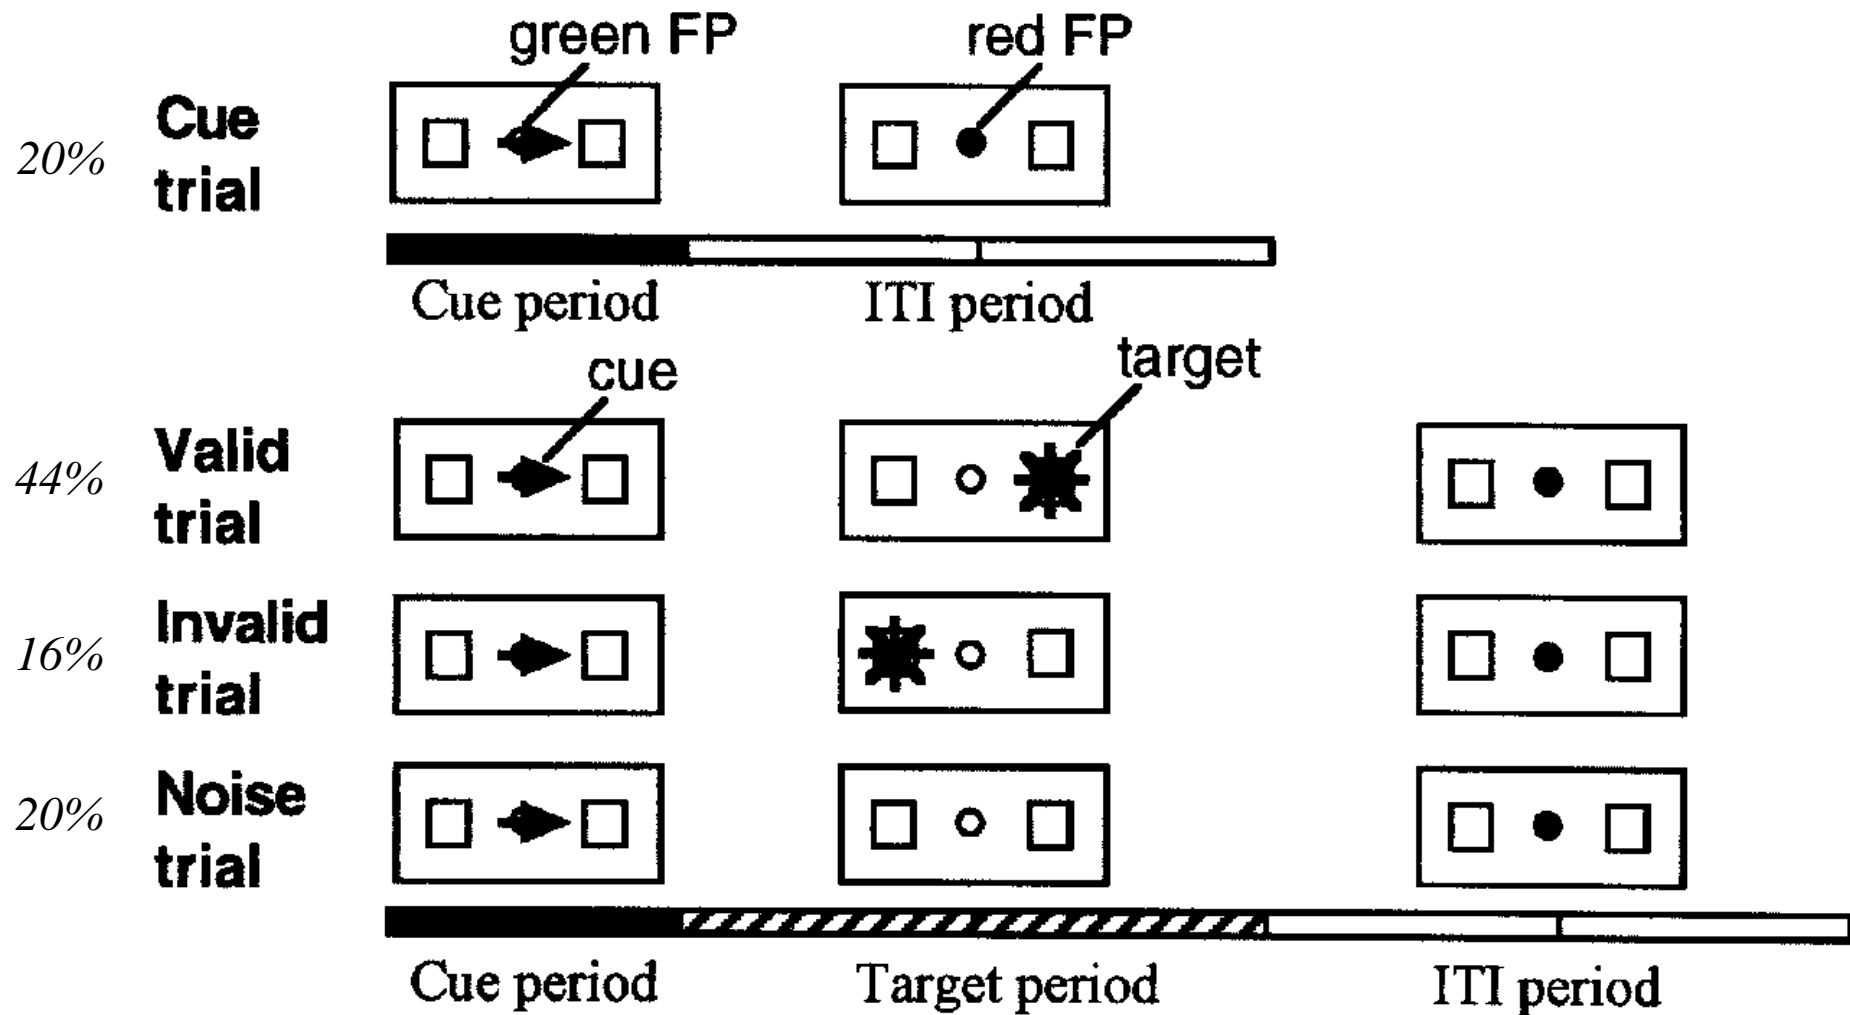 green FP
red FP
20%
Cue
trial
Cue period
ITI period
cue
target
44%
Valid
trial
16%
Invalid
trial
20%
Noise
trial
Cue period
Target period
ITI period